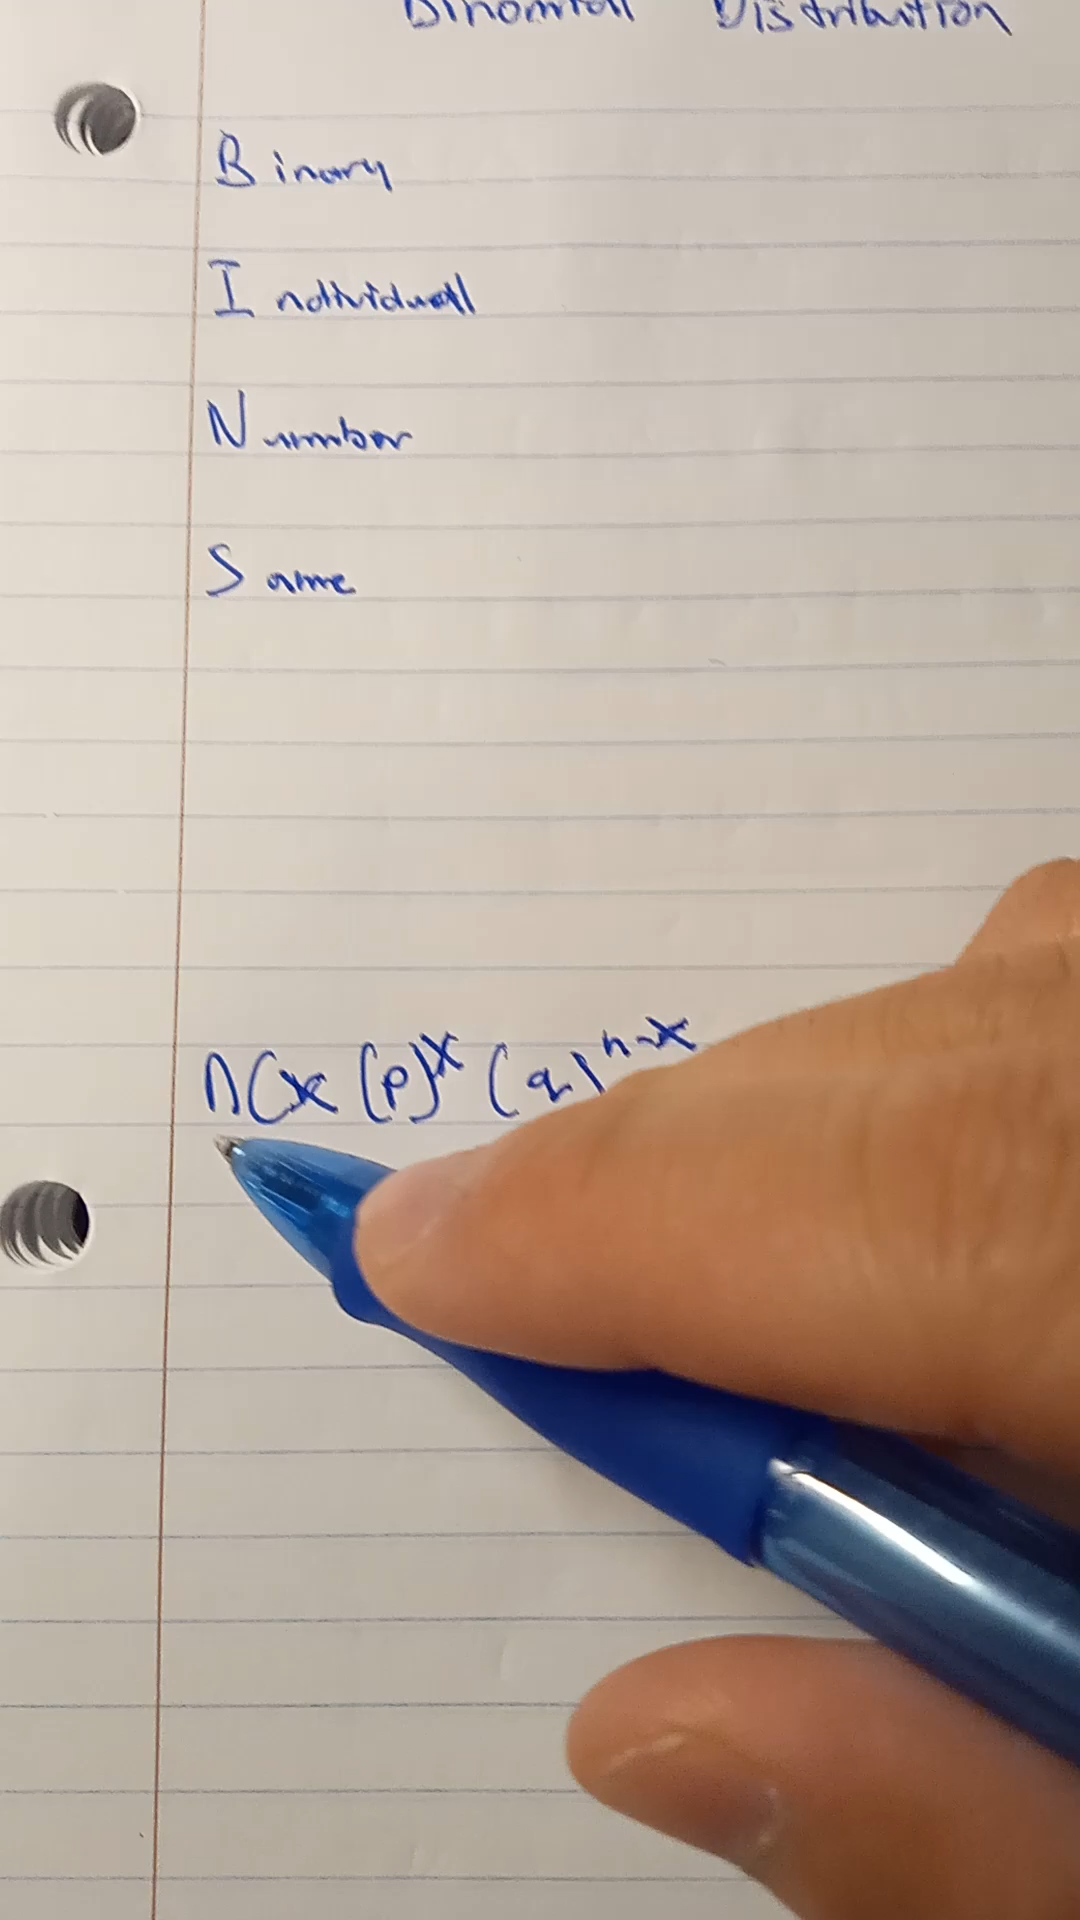 Binomial Distribution
Binary
Individual
Number
Same
nCx (p)^x (q)^n-x